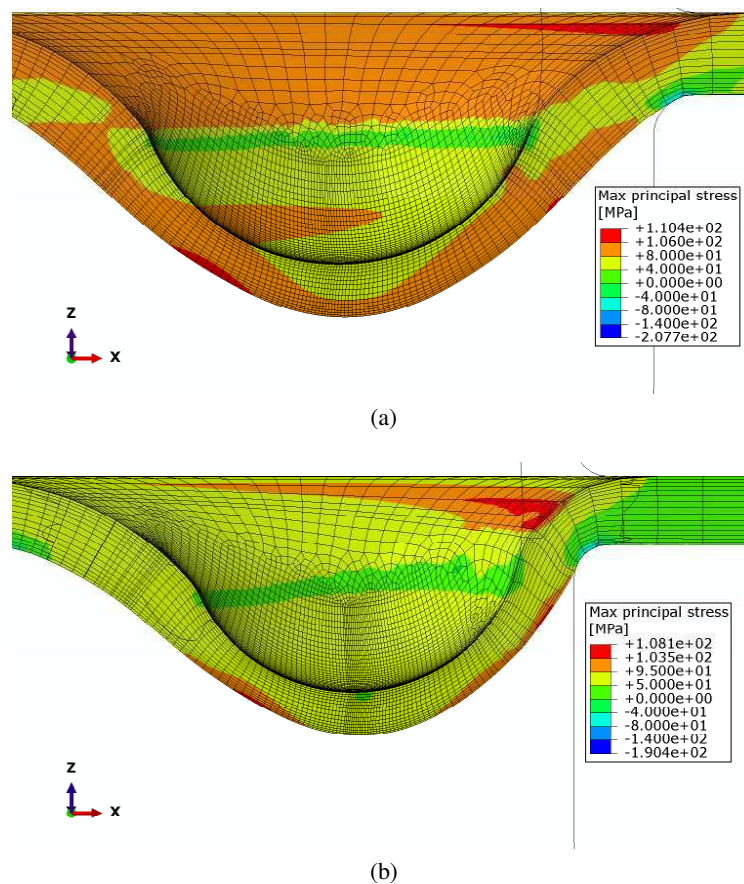 Max principal stress
[MPa]
+1.104e+02
+1.060e+02
+8.000e+01
+4.000e+01
+0.000e+00
-4.000e+01
-8.000e+01
-1.400e+02
-2.077e+02
Z
X
(a)
Max principal stress
[MPa]
+1.081e+02
+1.035e+02
+9.500e+01
+5.000e+01
+0.000e+00
-4.000e+01
-8.000e+01
-1.400e+02
-1.904e+02
Z
X
(b)